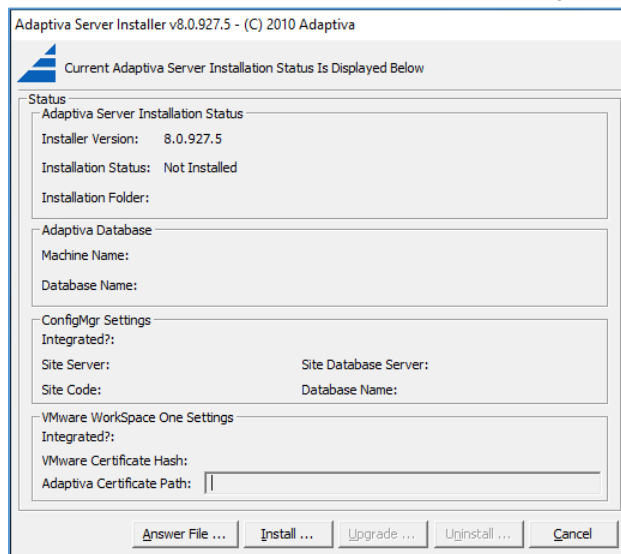 Adaptiva Server Installer v8.0.927.5 - (C) 2010 Adaptiva
Current Adaptiva Server Installation Status Is Displayed Below
Status
Adaptiva Server Installation Status
Installer Version: 8.0.927.5
Installation Status: Not Installed
Installation Folder:
Adaptiva Database
Machine Name:
Database Name:
ConfigMgr Settings
Integrated?:
Site Server: Site Database Server:
Site Code: Database Name:
VMware WorkSpace One Settings
Integrated?:
VMware Certificate Hash:
Adaptiva Certificate Path:
Answer File ... Install ... Upgrade ... Uninstall ... Cancel